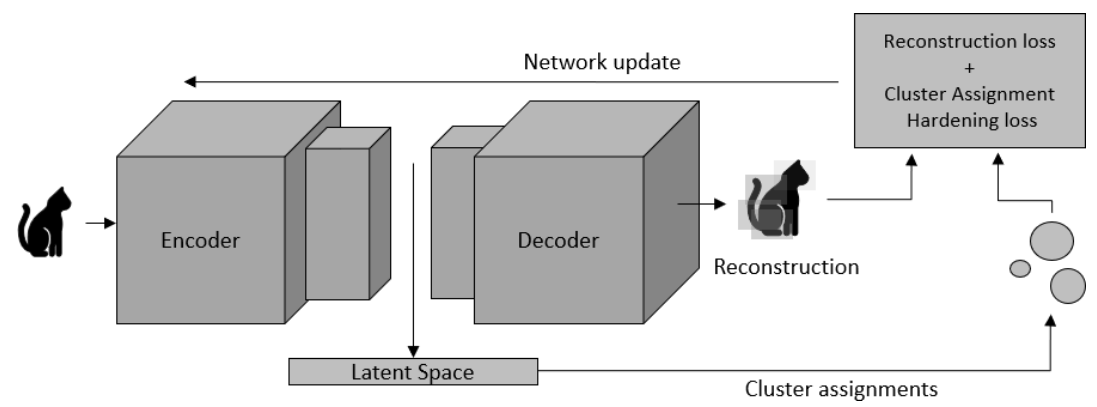 Network update
Reconstruction loss
+
Cluster Assignment
Hardening loss
Encoder
Decoder
Reconstruction
Latent Space
Cluster assignments